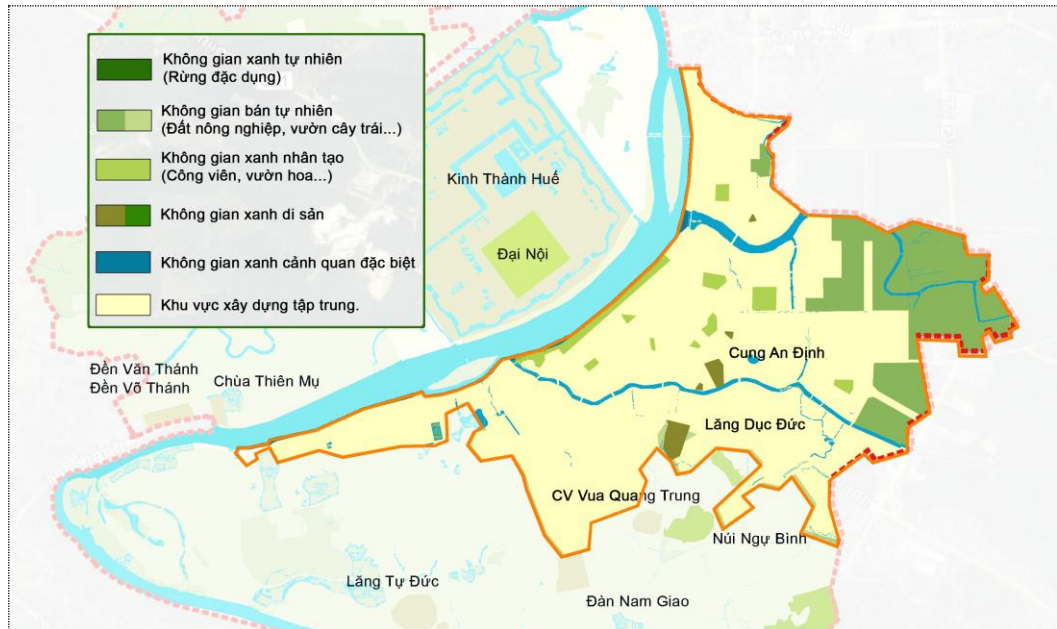 Không gian xanh tự nhiên
(Rừng đặc dụng)
Không gian bán tự nhiên
(Đất nông nghiệp, vườn cây trái...)
Không gian xanh nhân tạo
(Công viên, vườn hoa...)
Không gian xanh di sản
Không gian xanh cảnh quan đặc biệt
Khu vực xây dựng tập trung.
Kinh Thành Huế
Đại Nội
Cung An Định
Đền Văn Thánh
Đền Võ Thánh
Chùa Thiên Mụ
Lăng Dục Đức
CV Vua Quang Trung
Núi Ngự Bình
Lăng Tự Đức
Đàn Nam Giao